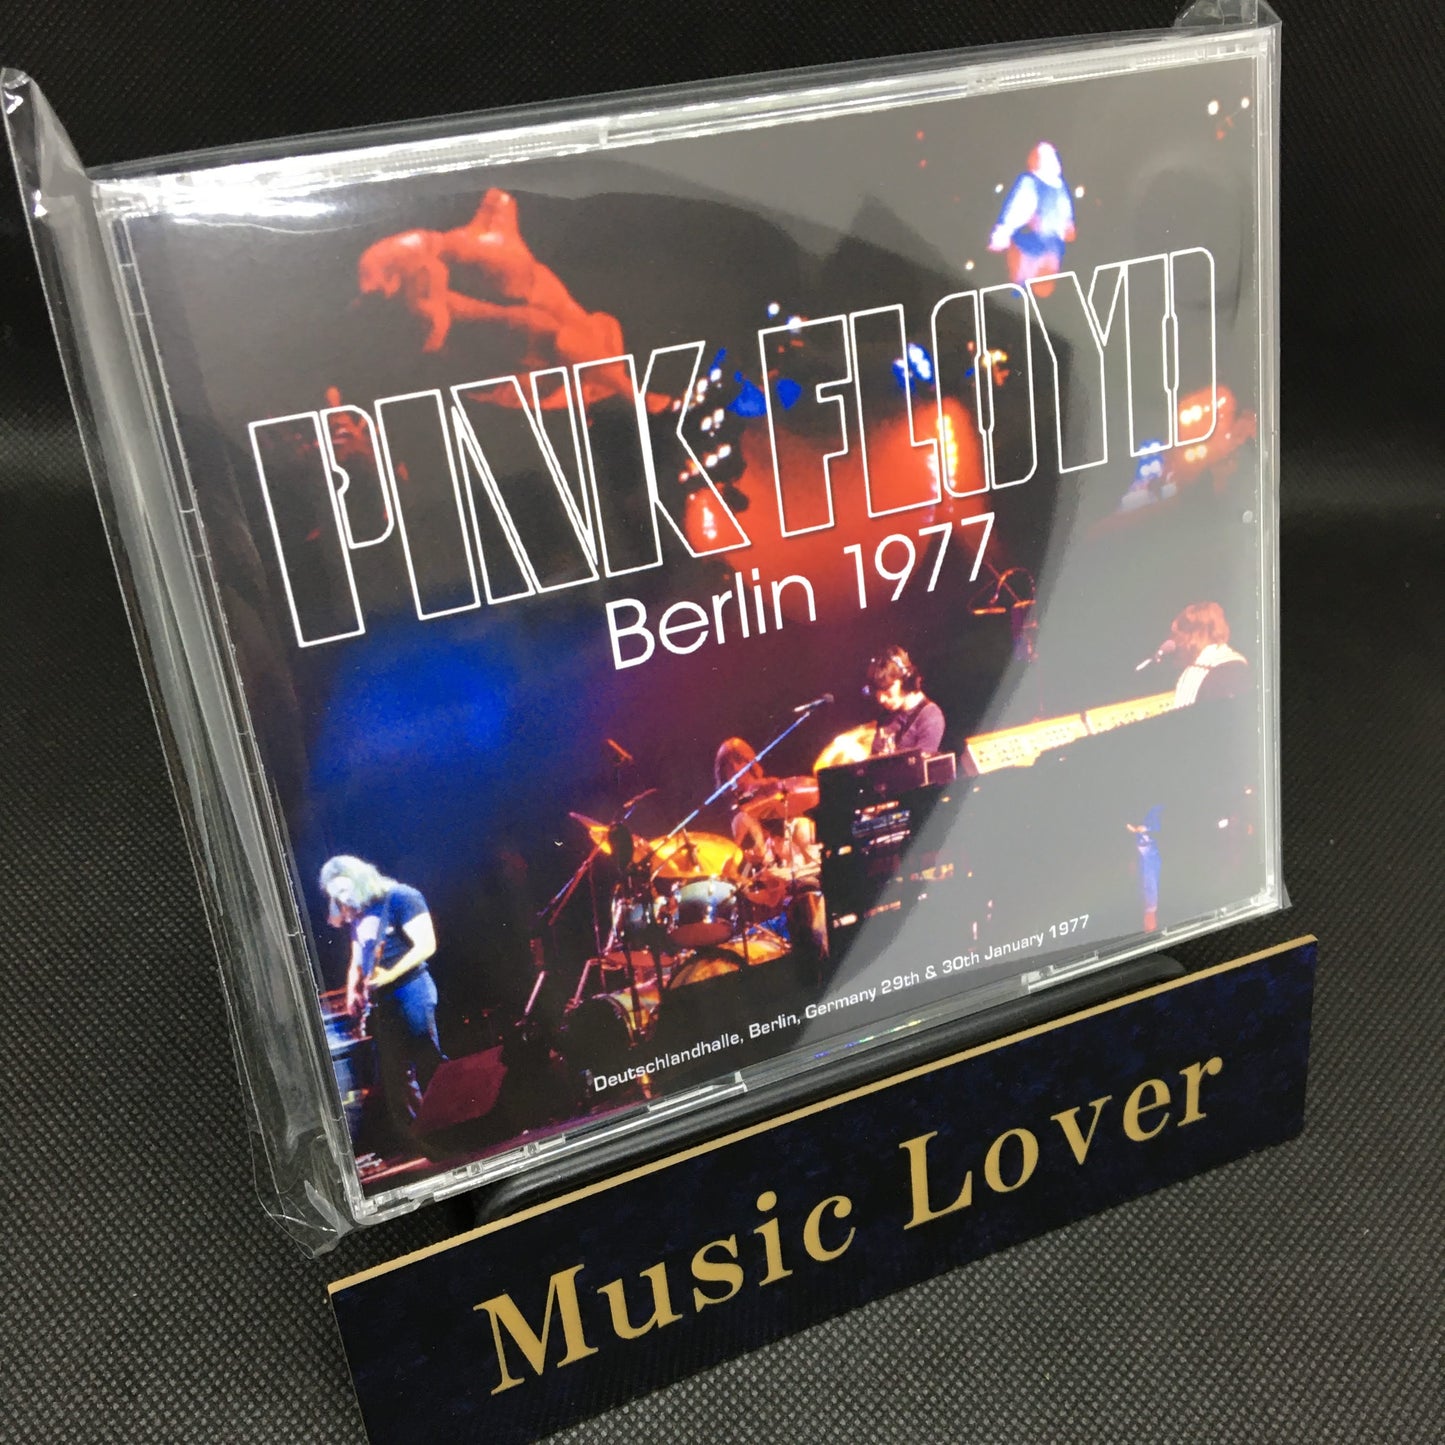 PINK FLOYD
Berlin 1977
Deutschlandhalle, Berlin, Germany 29th & 30th January 1977
Music Lover